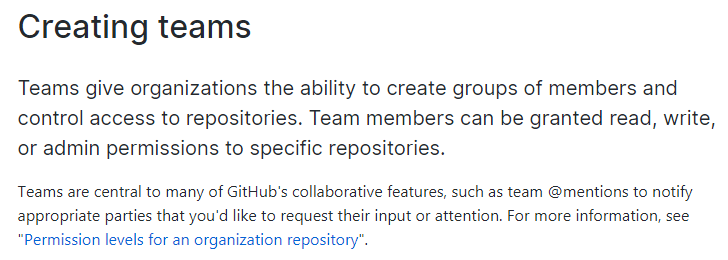 Creating teams
Teams give organizations the ability to create groups of members and
control access to repositories. Team members can be granted read, write,
or admin permissions to specific repositories.
Teams are central to many of GitHub's collaborative features, such as team @mentions to notify
appropriate parties that you'd like to request their input or attention. For more information, see
"Permission levels for an organization repository".